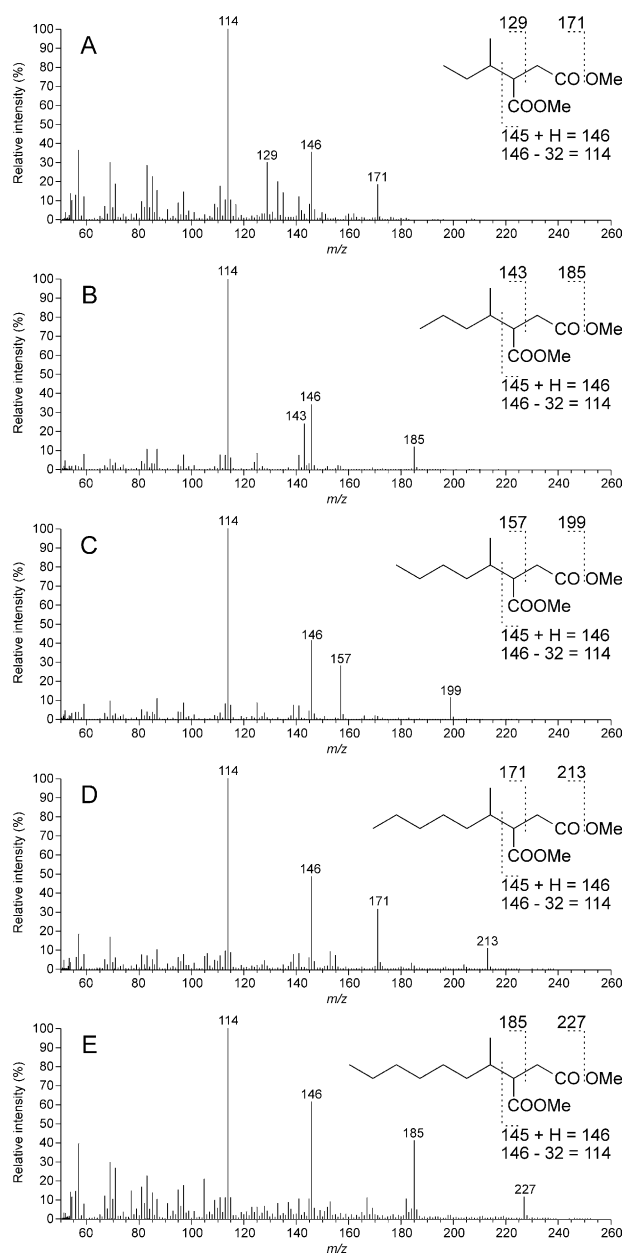 A
129 171
CO OMe
COOMe
145 + H = 146
146 - 32 = 114
114
129
146
171
Relative intensity (%)
100
90
80
70
60
50
40
30
20
10
0
60 80 100 120 140 160 180 200 220 240 260
m/z
B
143 185
CO OMe
COOMe
145 + H = 146
146 - 32 = 114
114
143
146
185
Relative intensity (%)
100
90
80
70
60
50
40
30
20
10
0
60 80 100 120 140 160 180 200 220 240 260
m/z
C
157 199
CO OMe
COOMe
145 + H = 146
146 - 32 = 114
114
146
157
199
Relative intensity (%)
100
90
80
70
60
50
40
30
20
10
0
60 80 100 120 140 160 180 200 220 240 260
m/z
D
171 213
CO OMe
COOMe
145 + H = 146
146 - 32 = 114
114
146
171
213
Relative intensity (%)
100
90
80
70
60
50
40
30
20
10
0
60 80 100 120 140 160 180 200 220 240 260
m/z
E
185 227
CO OMe
COOMe
145 + H = 146
146 - 32 = 114
114
146
185
227
Relative intensity (%)
100
90
80
70
60
50
40
30
20
10
0
60 80 100 120 140 160 180 200 220 240 260
m/z